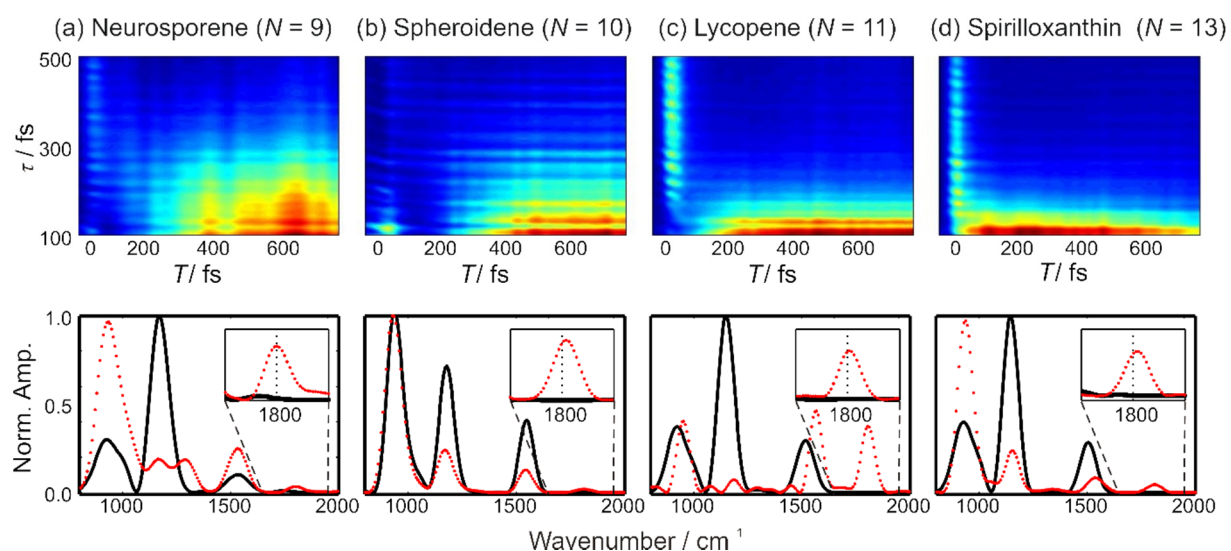 (a) Neurosporene (N = 9) (b) Spheroidene (N = 10) (c) Lycopene (N = 11) (d) Spirilloxanthin (N = 13)
500
300
100
τ / fs
0 200 400 600 0 200 400 600 0 200 400 600 0 200 400 600
T / fs T / fs T / fs T / fs
1.0
0.5
0.0
Norm. Amp.
1800 1800 1800 1800
1000 1500 2000 1000 1500 2000 1000 1500 2000 1000 1500 2000
Wavenumber / cm ¹